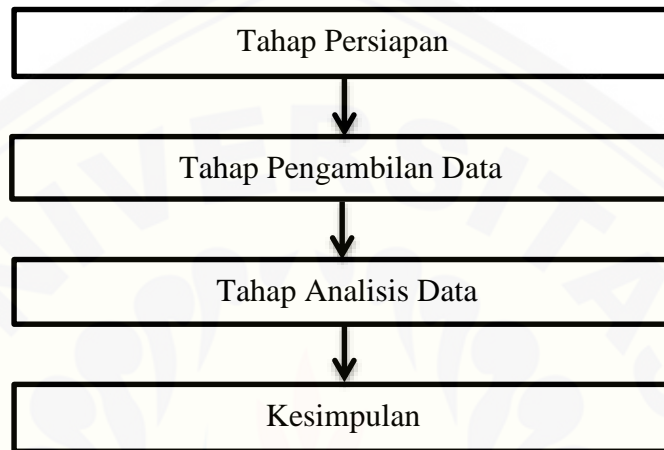 Tahap Persiapan
Tahap Pengambilan Data
Tahap Analisis Data
Kesimpulan